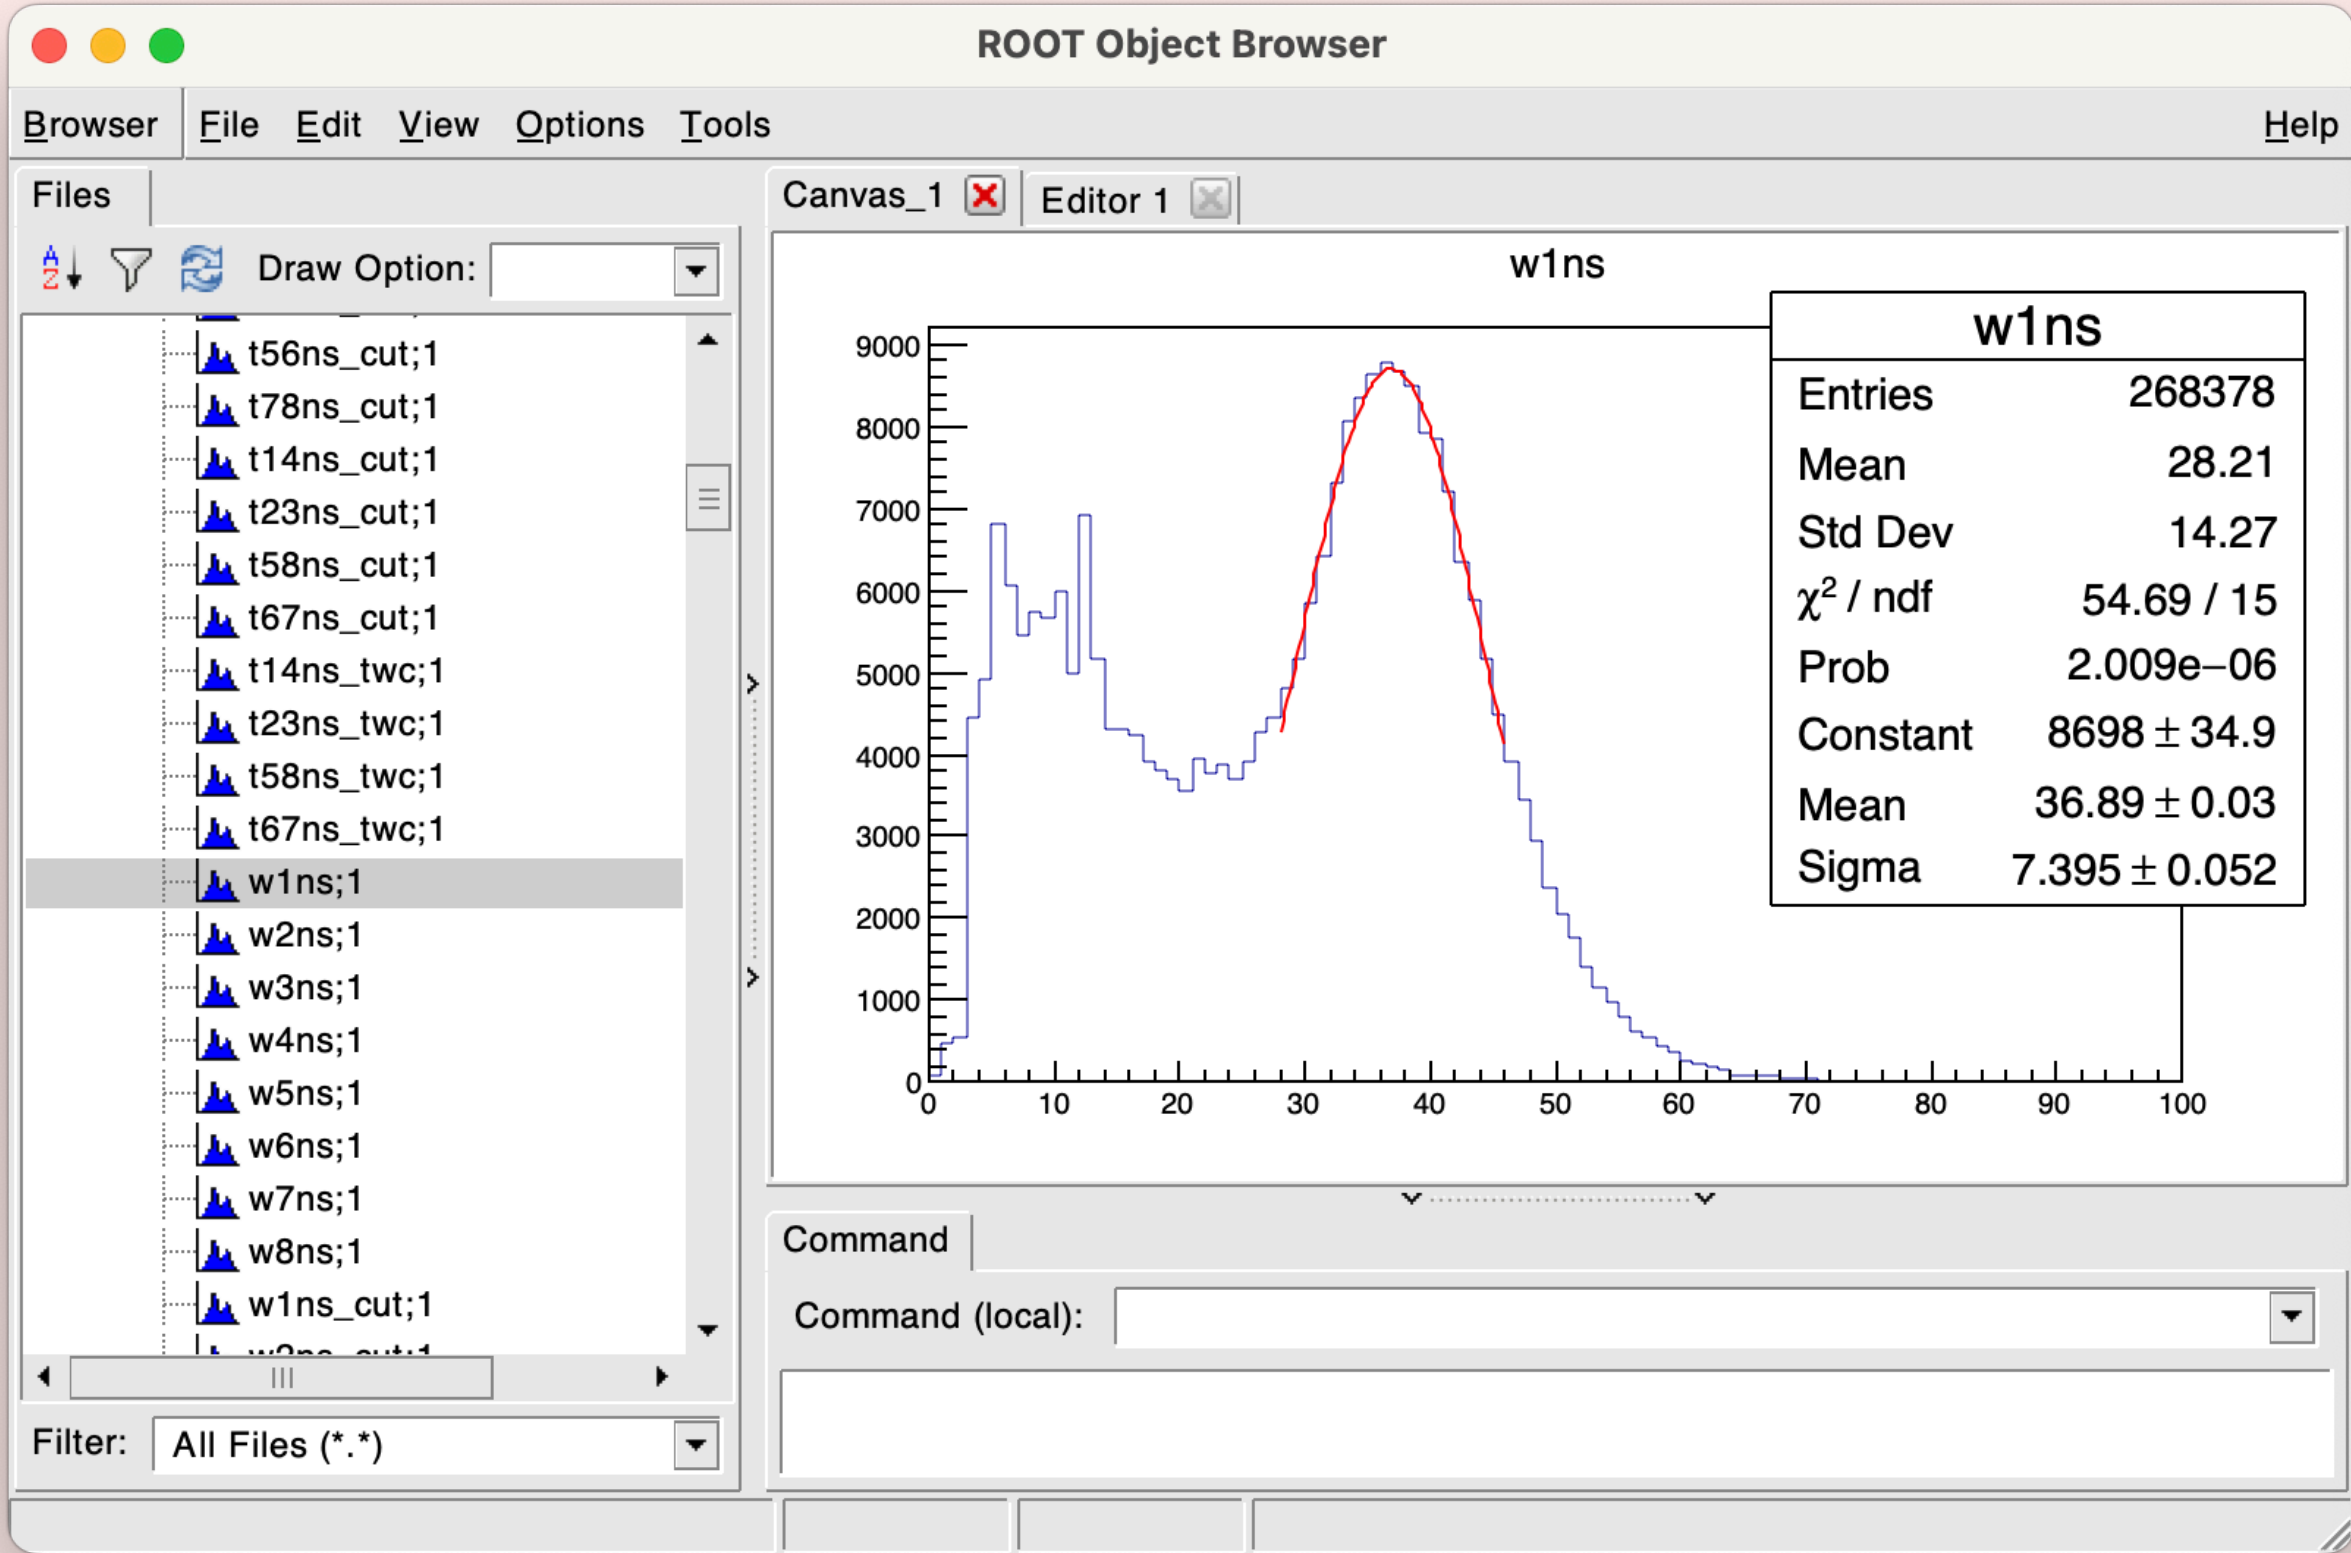 ROOT Object Browser
Browser File Edit View Options Tools Help
Files
Draw Option:
t56ns_cut;1
t78ns_cut;1
t14ns_cut;1
t23ns_cut;1
t58ns_cut;1
t67ns_cut;1
t14ns_twc;1
t23ns_twc;1
t58ns_twc;1
t67ns_twc;1
w1ns;1
w2ns;1
w3ns;1
w4ns;1
w5ns;1
w6ns;1
w7ns;1
w8ns;1
w1ns_cut;1
w2ns_cut;1
Filter: All Files (*.*)
Canvas_1 Editor 1
w1ns
w1ns
Entries 268378
Mean 28.21
Std Dev 14.27
χ² / ndf 54.69 / 15
Prob 2.009e−06
Constant 8698 ± 34.9
Mean 36.89 ± 0.03
Sigma 7.395 ± 0.052
9000
8000
7000
6000
5000
4000
3000
2000
1000
0
0 10 20 30 40 50 60 70 80 90 100
Command
Command (local):